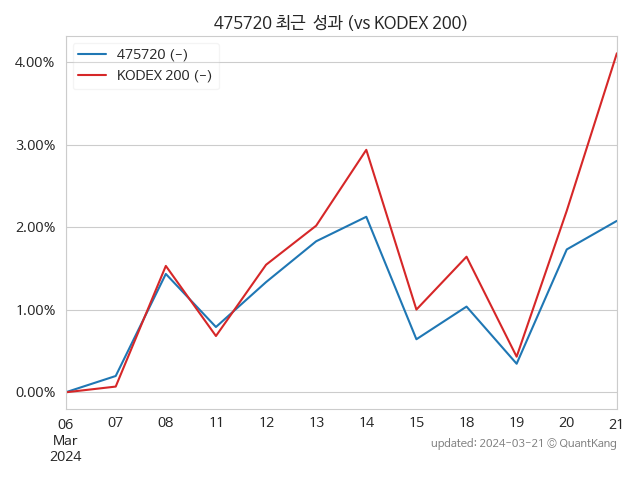 475720 최근 성과 (vs KODEX 200)
475720 (-)
KODEX 200 (-)
4.00%
3.00%
2.00%
1.00%
0.00%
06 07 08 11 12 13 14 15 18 19 20 21
Mar
2024
updated: 2024-03-21 © QuantKang